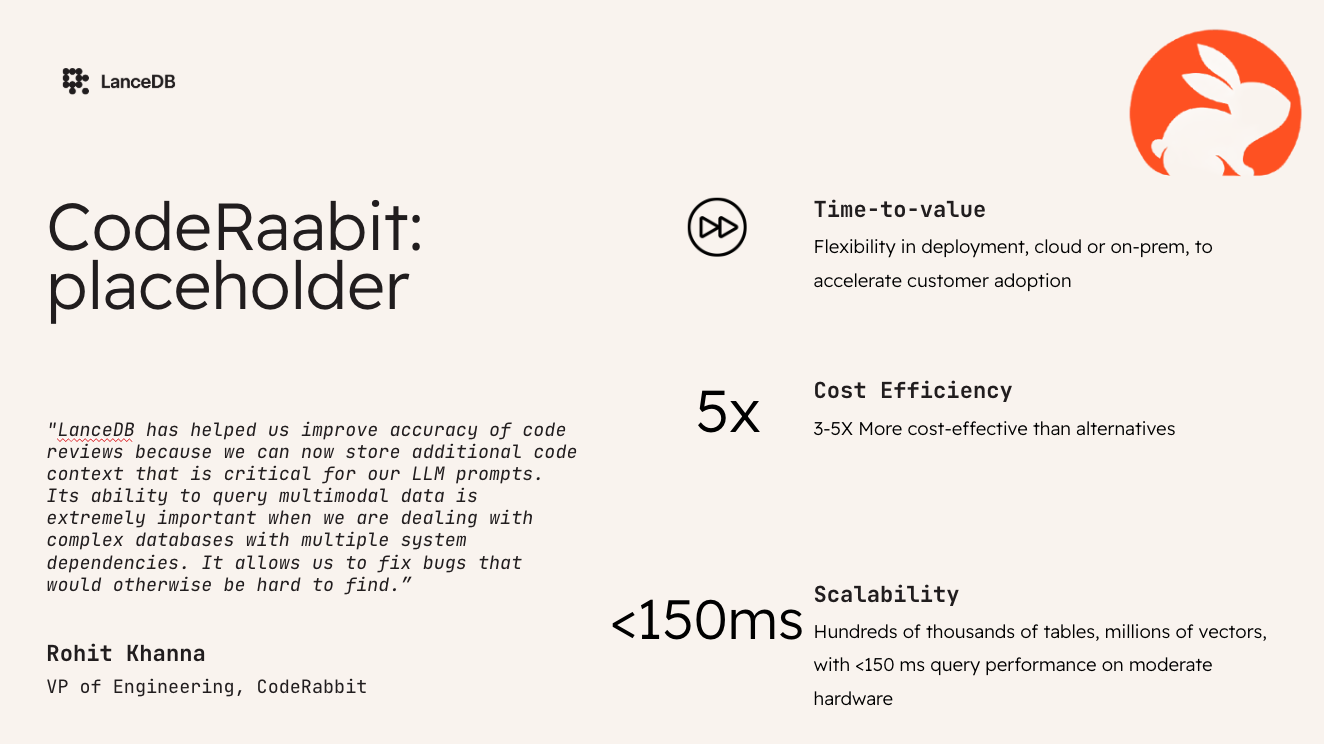 LanceDB
CodeRaabit:
placeholder
"LanceDB has helped us improve accuracy of code
reviews because we can now store additional code
context that is critical for our LLM prompts.
Its ability to query multimodal data is
extremely important when we are dealing with
complex databases with multiple system
dependencies. It allows us to fix bugs that
would otherwise be hard to find.”
Rohit Khanna
VP of Engineering, CodeRabbit
Time-to-value
Flexibility in deployment, cloud or on-prem, to
accelerate customer adoption
5x
Cost Efficiency
3-5X More cost-effective than alternatives
<150ms
Scalability
Hundreds of thousands of tables, millions of vectors,
with <150 ms query performance on moderate
hardware